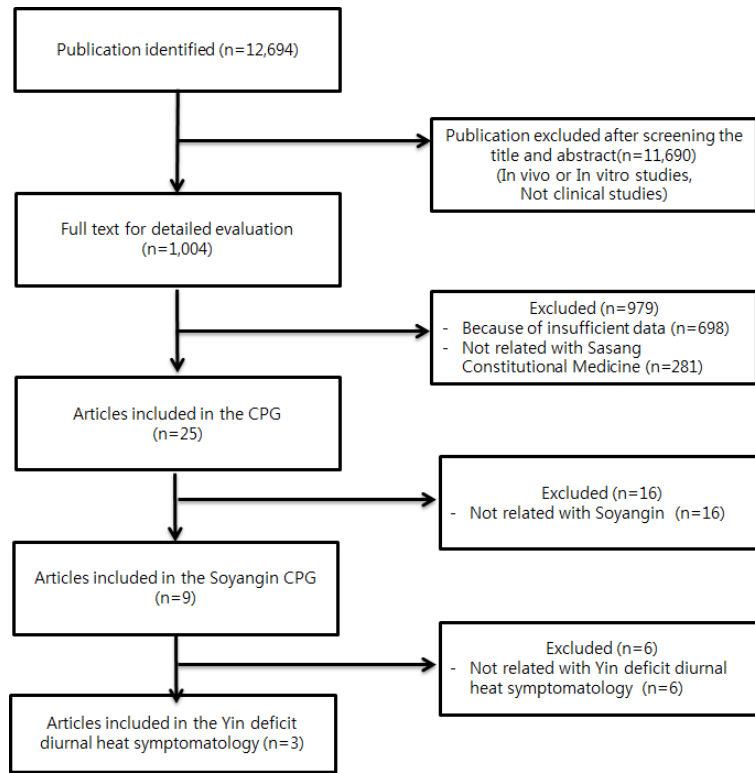 Publication identified (n=12,694)
Publication excluded after screening the
title and abstract(n=11,690)
(In vivo or In vitro studies,
Not clinical studies)
Full text for detailed evaluation
(n=1,004)
Excluded (n=979)
- Because of insufficient data (n=698)
- Not related with Sasang
Constitutional Medicine (n=281)
Articles included in the CPG
(n=25)
Excluded (n=16)
- Not related with Soyangin (n=16)
Articles included in the Soyangin CPG
(n=9)
Excluded (n=6)
- Not related with Yin deficit diurnal
heat symptomatology (n=6)
Articles included in the Yin deficit
diurnal heat symptomatology (n=3)